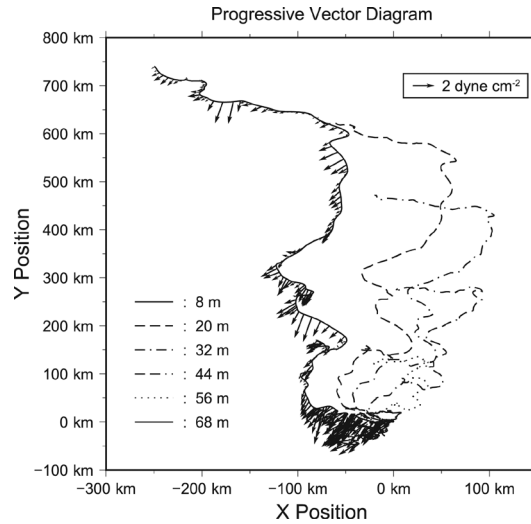 Progressive Vector Diagram
800 km
700 km
600 km
500 km
400 km
300 km
200 km
100 km
0 km
−100 km
Y Position
2 dyne cm⁻²
: 8 m
: 20 m
: 32 m
: 44 m
: 56 m
: 68 m
−300 km −200 km −100 km 0 km 100 km
X Position